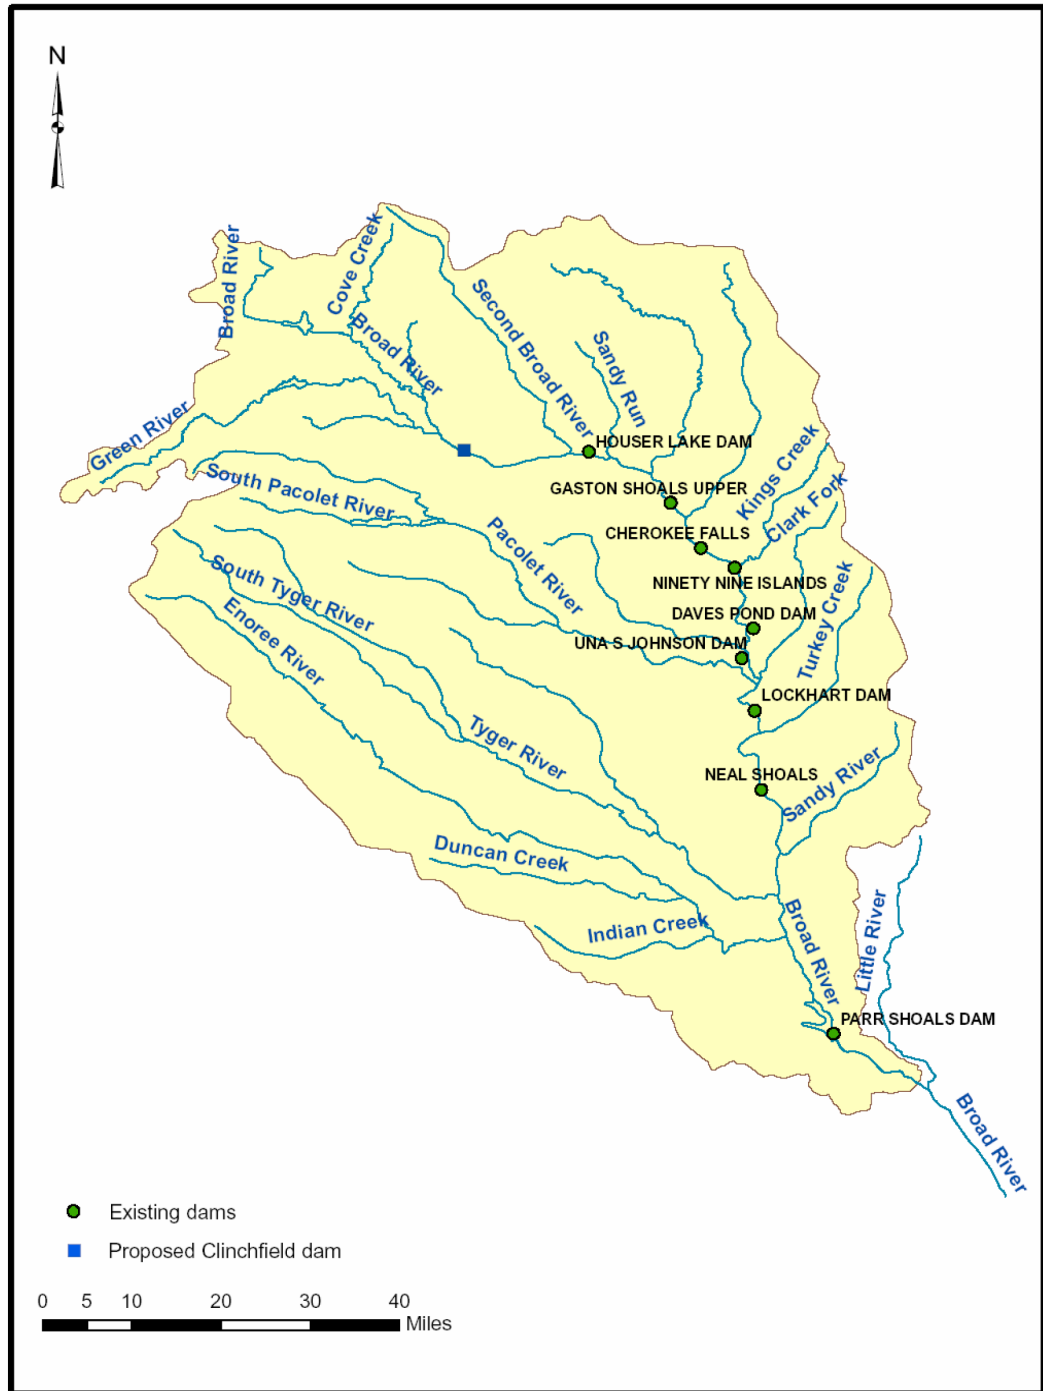 N
Broad River
Cove Creek
Broad River
Second Broad River
Sandy Run
Green River
HOUSER LAKE DAM
Kings Creek
South Pacolet River
GASTON SHOALS UPPER
Clark Fork
Pacolet River
CHEROKEE FALLS
NINETY NINE ISLANDS
South Tyger River
Enoree River
DAVES POND DAM
Turkey Creek
UNA S JOHNSON DAM
LOCKHART DAM
Tyger River
NEAL SHOALS
Sandy River
Duncan Creek
Indian Creek
Broad River
Little River
PARR SHOALS DAM
Broad River
Existing dams
Proposed Clinchfield dam
0 5 10 20 30 40
Miles